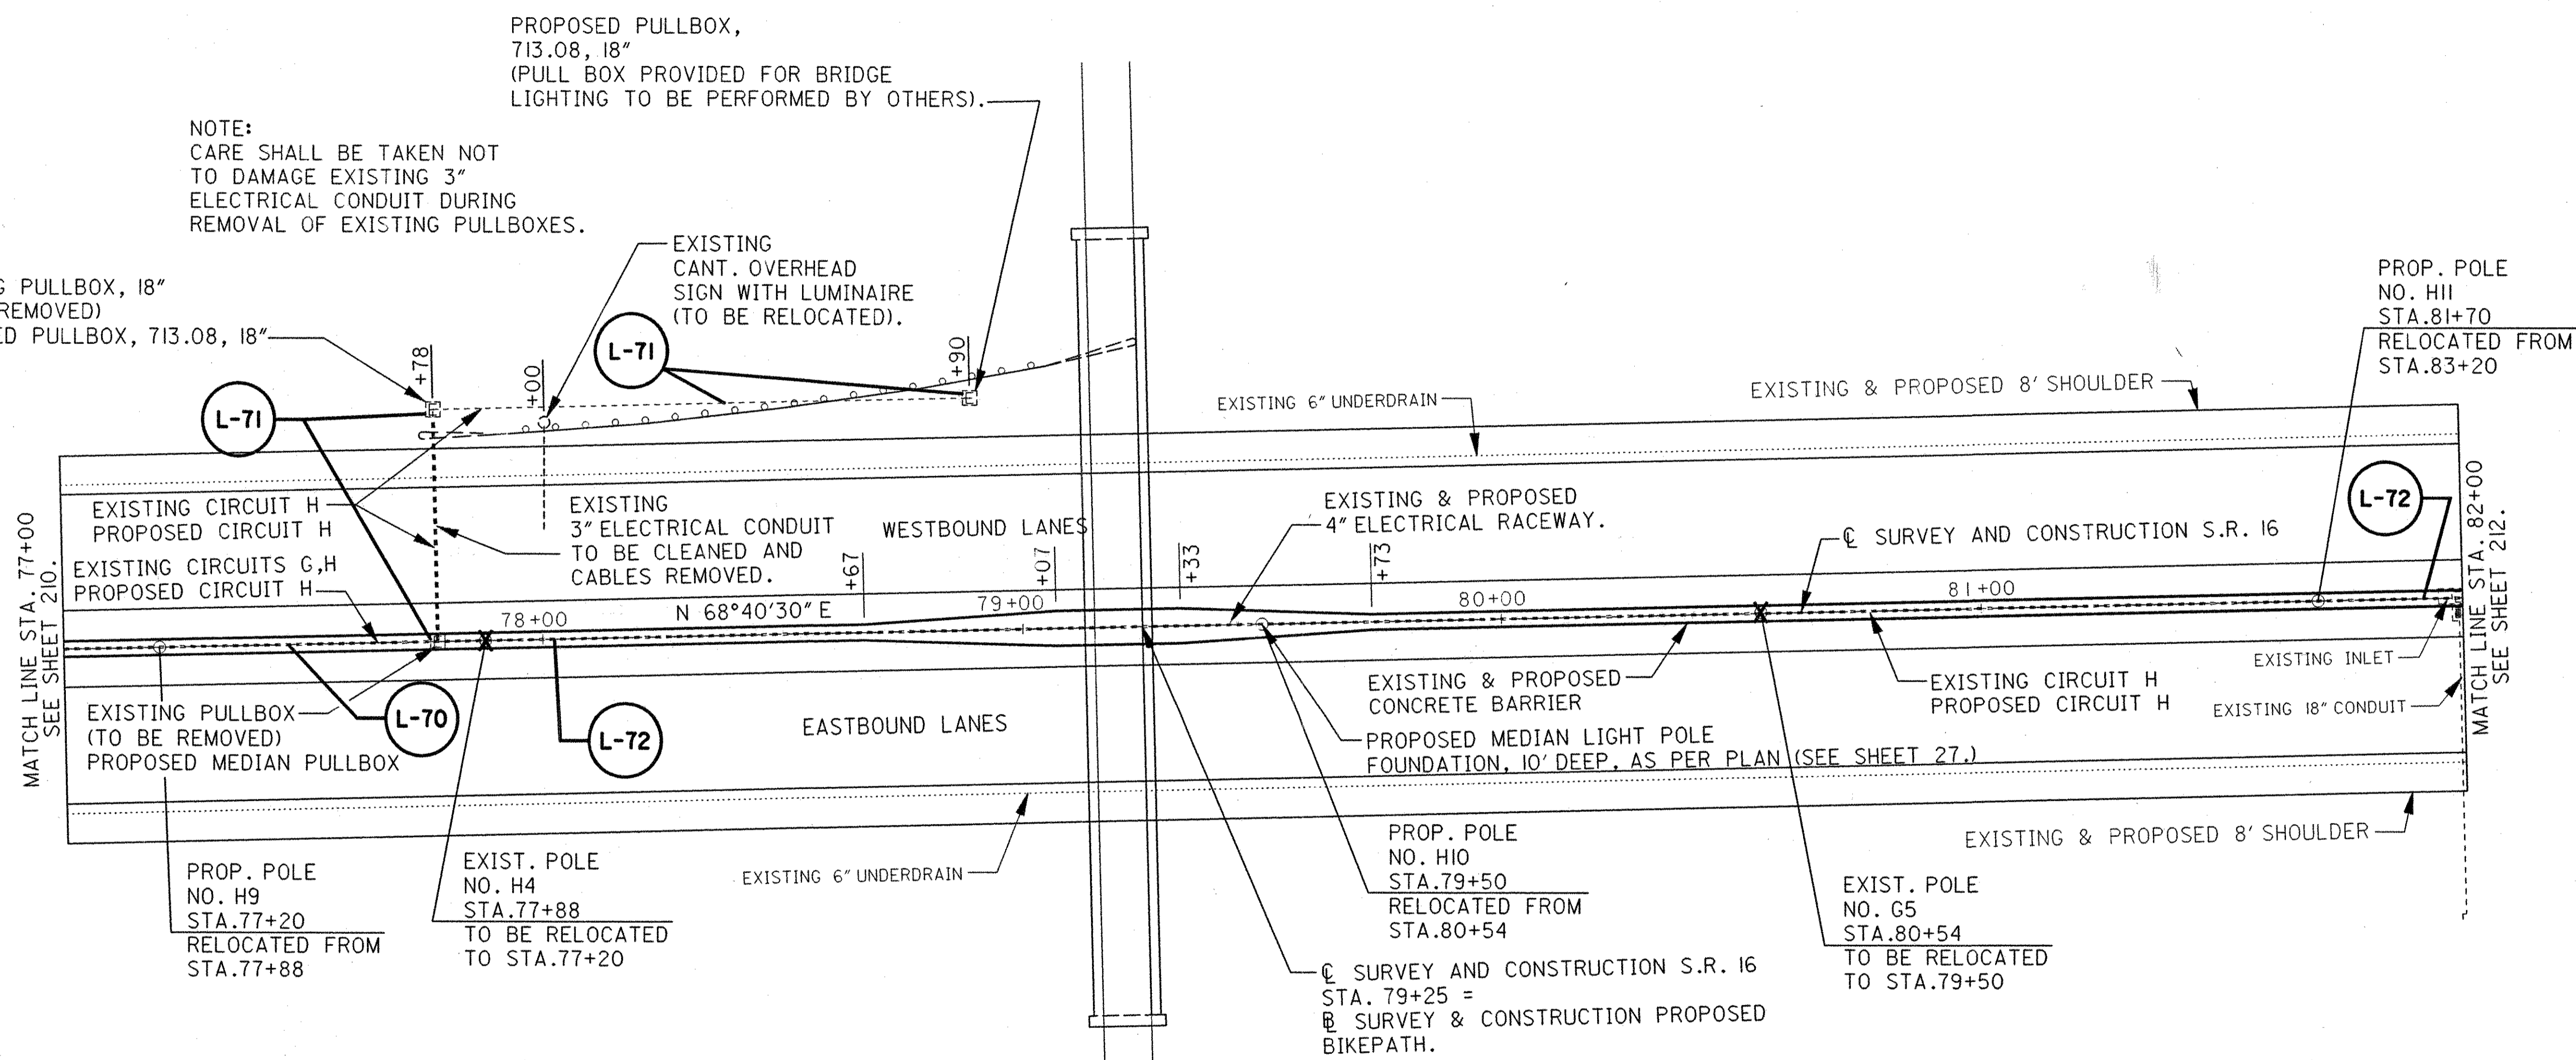 PROPOSED PULLBOX,
713.08, 18"
(PULL BOX PROVIDED FOR BRIDGE
LIGHTING TO BE PERFORMED BY OTHERS).
NOTE:
CARE SHALL BE TAKEN NOT
TO DAMAGE EXISTING 3"
ELECTRICAL CONDUIT DURING
REMOVAL OF EXISTING PULLBOXES.
EXISTING
CANT. OVERHEAD
SIGN WITH LUMINAIRE
(TO BE RELOCATED).
PULLBOX, 18"
REMOVED)
PULLBOX, 713.08, 18"
L-71
L-71
+78
+00
+90
PROP. POLE
NO. H11
STA.81+70
RELOCATED FROM
STA.83+20
EXISTING 6" UNDERDRAIN
EXISTING & PROPOSED 8' SHOULDER
EXISTING CIRCUIT H
PROPOSED CIRCUIT H
EXISTING CIRCUITS G,H
PROPOSED CIRCUIT H
EXISTING
3" ELECTRICAL CONDUIT
TO BE CLEANED AND
CABLES REMOVED.
WESTBOUND LANES
EXISTING & PROPOSED
4" ELECTRICAL RACEWAY.
℄ SURVEY AND CONSTRUCTION S.R. 16
L-72
MATCH LINE STA. 77+00
SEE SHEET 210.
MATCH LINE STA. 82+00
SEE SHEET 212.
+67
+07
+33
+73
78+00
N 68°40'30" E
79+00
80+00
81+00
EXISTING PULLBOX
(TO BE REMOVED)
PROPOSED MEDIAN PULLBOX
L-70
L-72
EASTBOUND LANES
EXISTING & PROPOSED
CONCRETE BARRIER
PROPOSED MEDIAN LIGHT POLE
FOUNDATION, 10' DEEP, AS PER PLAN (SEE SHEET 27.)
EXISTING CIRCUIT H
PROPOSED CIRCUIT H
EXISTING INLET
EXISTING 18" CONDUIT
EXISTING & PROPOSED 8' SHOULDER
EXISTING 6" UNDERDRAIN
PROP. POLE
NO. H9
STA.77+20
RELOCATED FROM
STA.77+88
EXIST. POLE
NO. H4
STA.77+88
TO BE RELOCATED
TO STA.77+20
PROP. POLE
NO. H10
STA.79+50
RELOCATED FROM
STA.80+54
EXIST. POLE
NO. G5
STA.80+54
TO BE RELOCATED
TO STA.79+50
℄ SURVEY AND CONSTRUCTION S.R. 16
STA. 79+25 =
BL SURVEY & CONSTRUCTION PROPOSED
BIKEPATH.